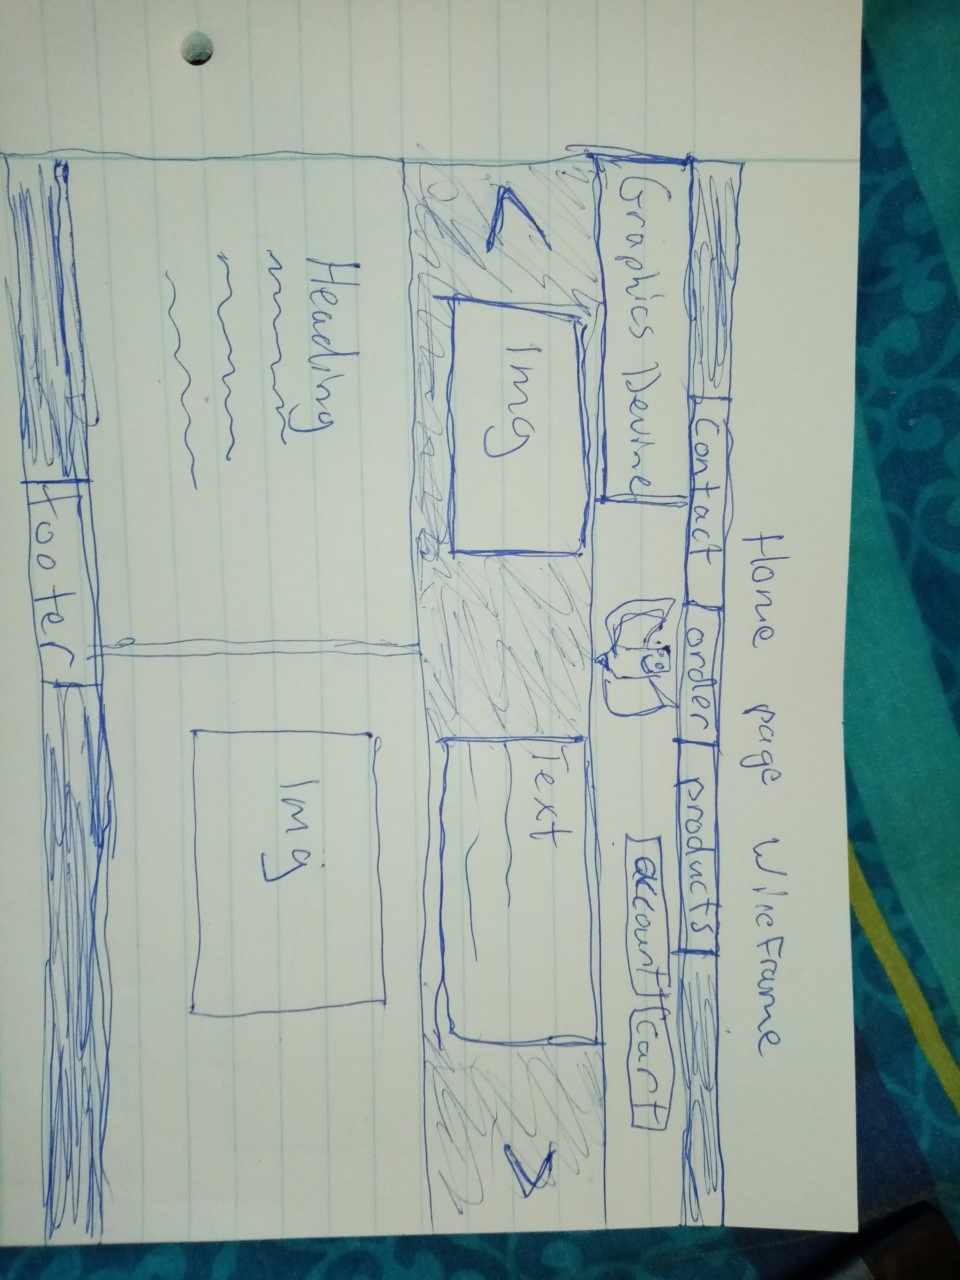 Home page WireFrame
Contact order products
Graphics Devine
account Cart
Img
Text
Heading
Img
footer